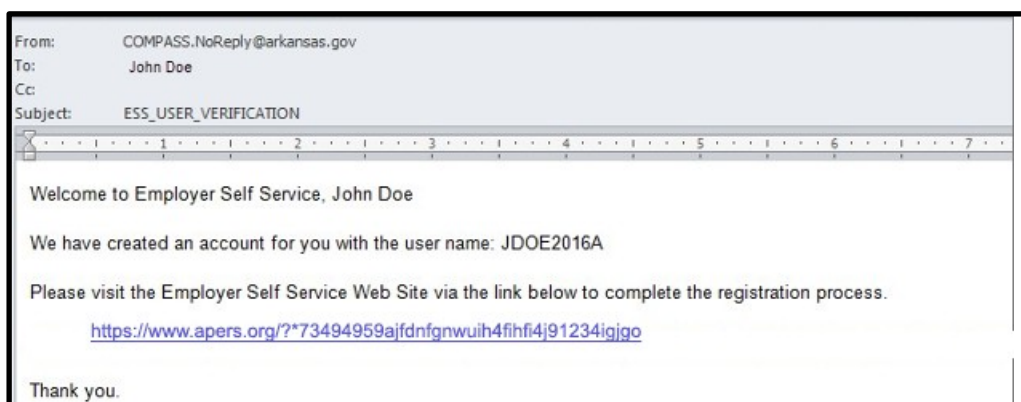 From: COMPASS.NoReply@arkansas.gov
To: John Doe
Cc:
Subject: ESS_USER_VERIFICATION
1 2 3 4 5 6 7
Welcome to Employer Self Service, John Doe
We have created an account for you with the user name: JDOE2016A
Please visit the Employer Self Service Web Site via the link below to complete the registration process.
https://www.apers.org/?*73494959ajfdnfgnwuih4fihfi4j91234igjgo
Thank you.